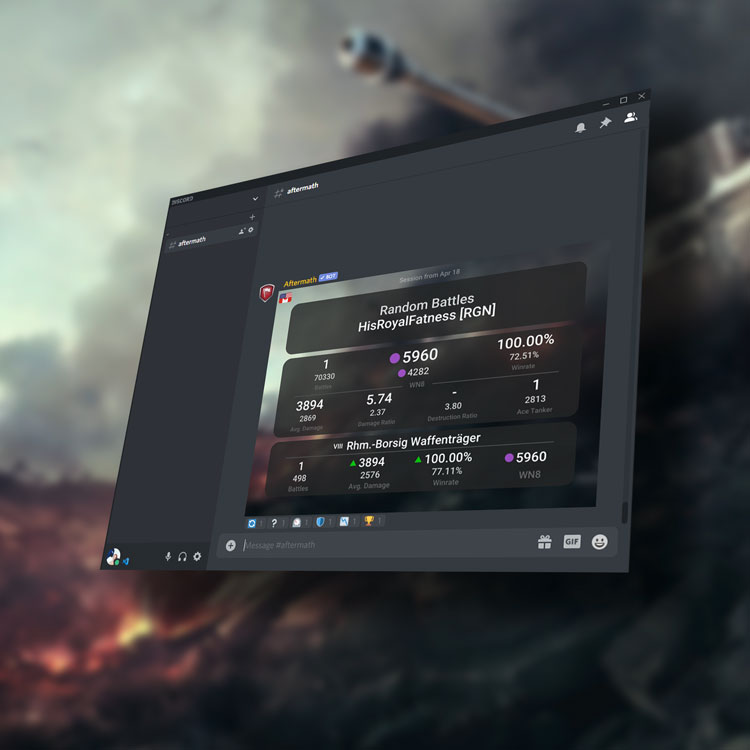 DISCORD
# aftermath
# aftermath
Aftermath BOT
Session from Apr 18
Random Battles
HisRoyalFatness [RGN]
1 5960 100.00%
70330 4282 72.51%
Battles WN8 Winrate
3894 5.74 - 1
2869 2.37 3.80 2813
Avg. Damage Damage Ratio Destruction Ratio Ace Tanker
VIII Rhm.-Borsig Waffenträger
1 3894 100.00% 5960
498 2576 77.11% WN8
Battles Avg. Damage Winrate
1 ? 1 1 1 1 1
Message #aftermath
GIF